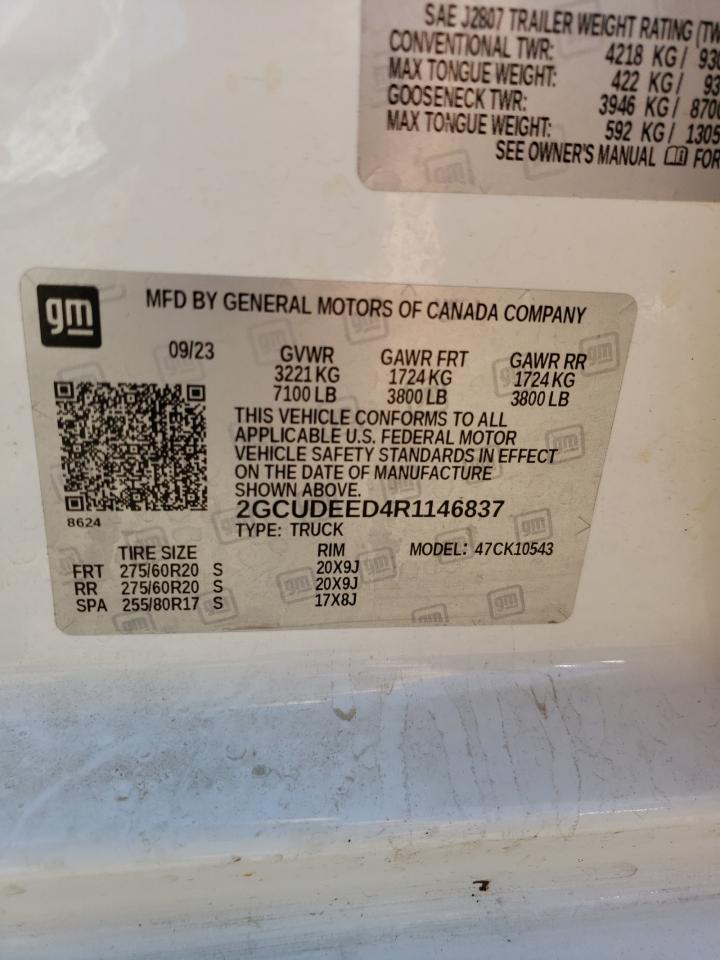 SAE J2807 TRAILER WEIGHT RATING
CONVENTIONAL TWR: 4218 KG/
MAX TONGUE WEIGHT: 422 KG/
GOOSENECK TWR: 3946 KG/ 8700
MAX TONGUE WEIGHT: 592 KG/ 1305
SEE OWNER'S MANUAL FOR
gm
MFD BY GENERAL MOTORS OF CANADA COMPANY
09/23 GVWR GAWR FRT GAWR RR
3221 KG 1724 KG 1724 KG
7100 LB 3800 LB 3800 LB
THIS VEHICLE CONFORMS TO ALL
APPLICABLE U.S. FEDERAL MOTOR
VEHICLE SAFETY STANDARDS IN EFFECT
ON THE DATE OF MANUFACTURE
SHOWN ABOVE.
2GCUDEED4R1146837
8624
TYPE: TRUCK
TIRE SIZE RIM MODEL: 47CK10543
FRT 275/60R20 S 20X9J
RR 275/60R20 S 20X9J
SPA 255/80R17 S 17X8J